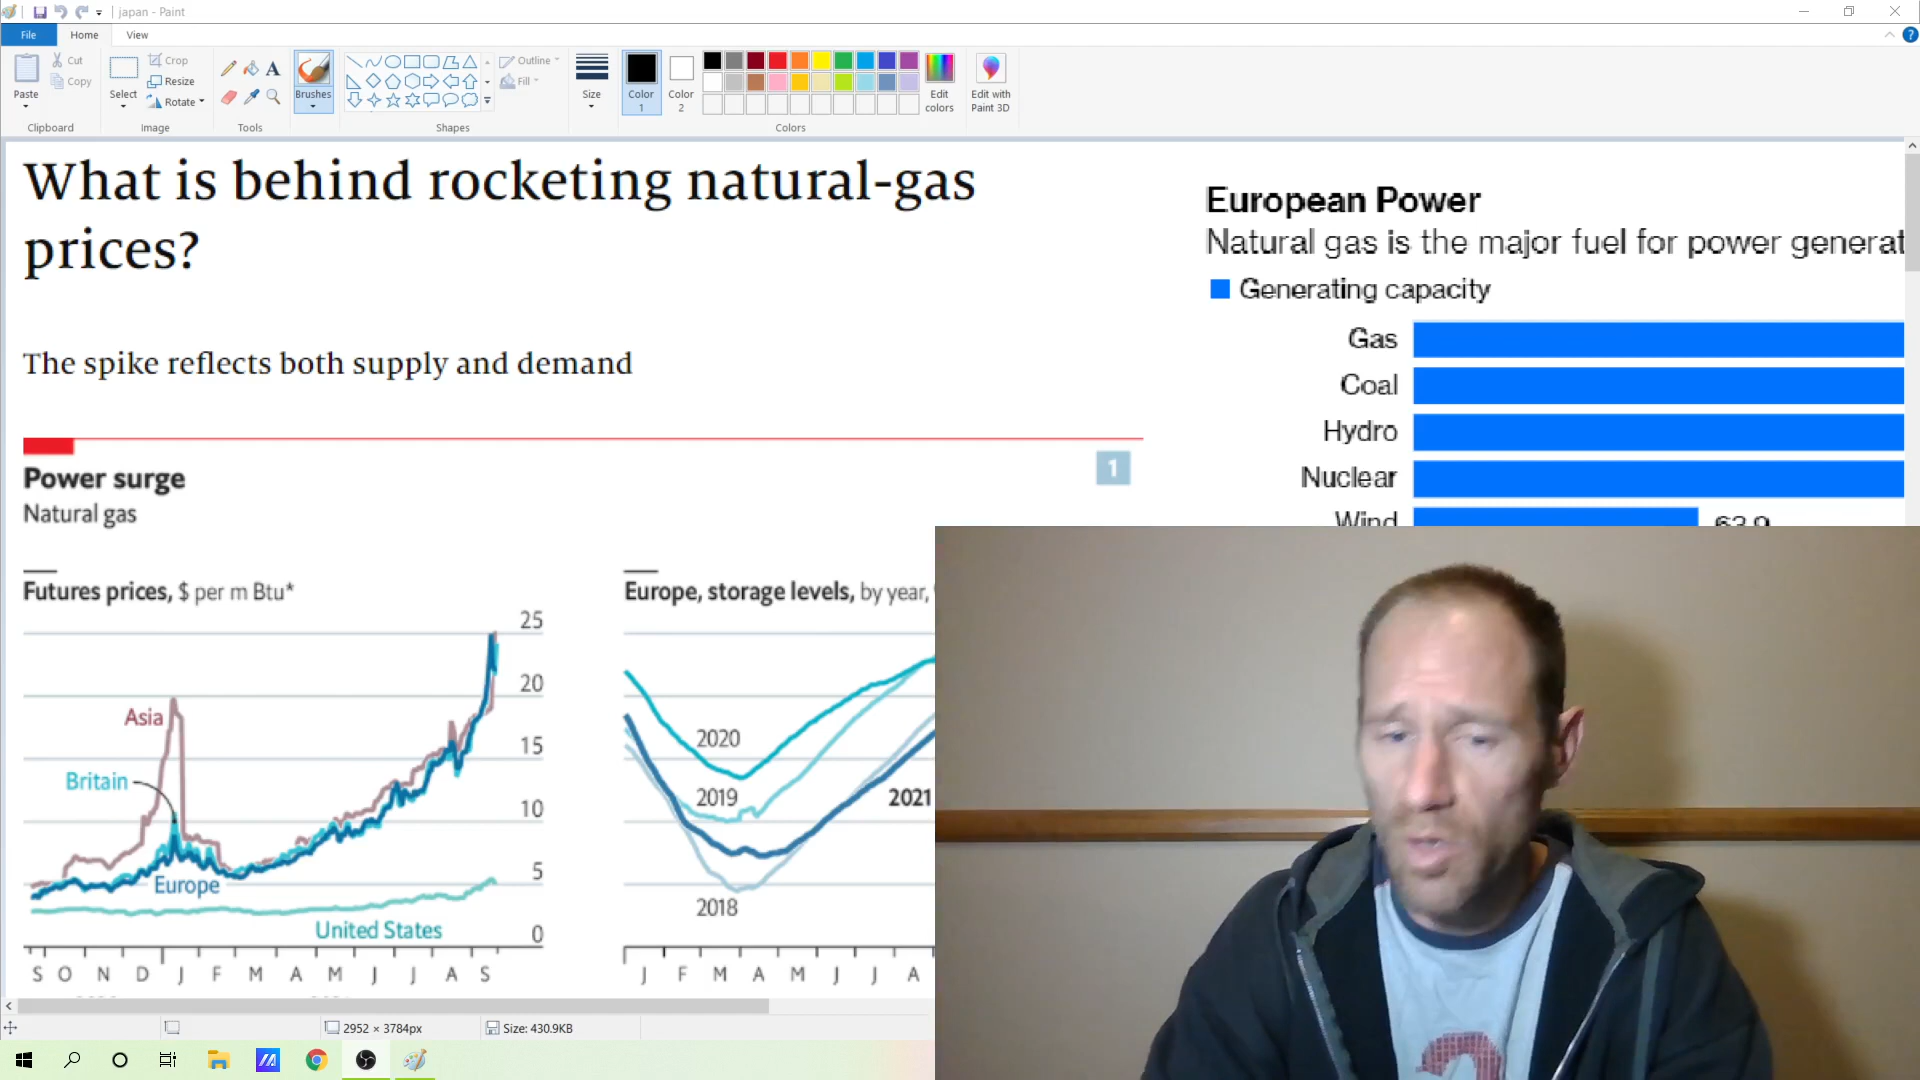 japan - Paint
File
Home
View
Paste
Cut
Copy
Clipboard
Select
Crop
Resize
Rotate
Image
Tools
Brushes
Shapes
Outline
Fill
Size
Color
1
Color
2
Colors
Edit
colors
Edit with
Paint 3D
What is behind rocketing natural-gas
prices?
The spike reflects both supply and demand
Power surge
1
Natural gas
Futures prices, $ per m Btu*
25
20
15
10
5
0
Asia
Britain
Europe
United States
S O N D J F M A M J J A S
Europe, storage levels, by year,
2020
2019
2021
2018
J F M A M J J A
European Power
Natural gas is the major fuel for power generat
Generating capacity
Gas
Coal
Hydro
Nuclear
Wind
63.9
2952 × 3784px
Size: 430.9KB